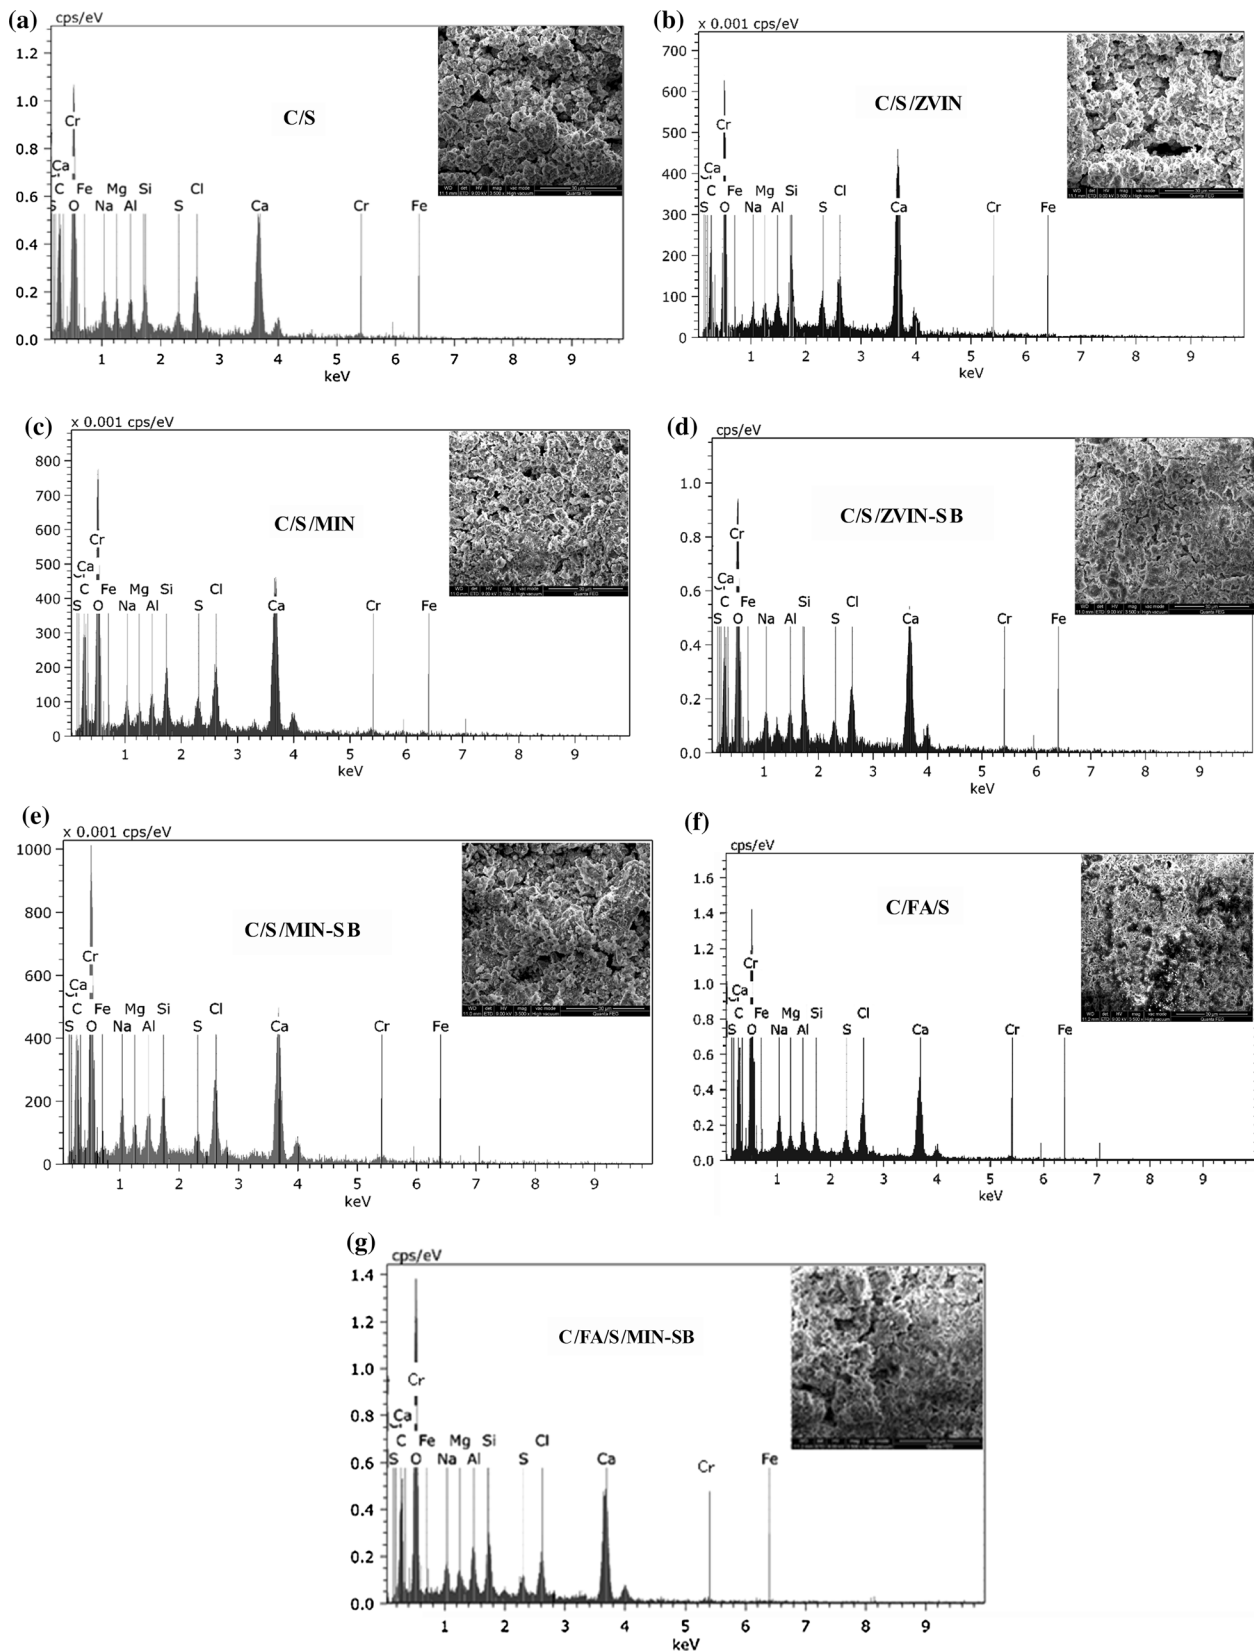 (a)
cps/eV
1.2
1.0
0.8
0.6
0.4
0.2
0.0
C/S
Cr
Ca
C Fe Mg Si Cl
S O Na Al S Ca Cr Fe
1 2 3 4 5 6 7 8 9
keV
(b)
x 0.001 cps/eV
700
600
500
400
300
200
100
0
C/S/ZVIN
Cr
Ca
C Fe Mg Si Cl
S O Na Al S Ca Cr Fe
1 2 3 4 5 6 7 8 9
keV
(c)
x 0.001 cps/eV
800
700
600
500
400
300
200
100
0
C/S/MIN
Cr
Ca
C Fe Mg Si Cl
S O Na Al S Ca Cr Fe
1 2 3 4 5 6 7 8 9
keV
(d)
cps/eV
1.0
0.8
0.6
0.4
0.2
0.0
C/S/ZVIN-SB
Cr
Ca
C Fe Si Cl
S O Na Al S Ca Cr Fe
1 2 3 4 5 6 7 8 9
keV
(e)
x 0.001 cps/eV
1000
800
600
400
200
0
C/S/MIN-SB
Cr
Ca
C Fe Mg Si Cl
S O Na Al S Ca Cr Fe
1 2 3 4 5 6 7 8 9
keV
(f)
cps/eV
1.6
1.4
1.2
1.0
0.8
0.6
0.4
0.2
0.0
C/FA/S
Cr
Ca
C Fe Mg Si Cl
S O Na Al S Ca Cr Fe
1 2 3 4 5 6 7 8 9
keV
(g)
cps/eV
1.4
1.2
1.0
0.8
0.6
0.4
0.2
0.0
C/FA/S/MIN-SB
Cr
Ca
C Fe Mg Si Cl
S O Na Al S Ca Cr Fe
1 2 3 4 5 6 7 8 9
keV